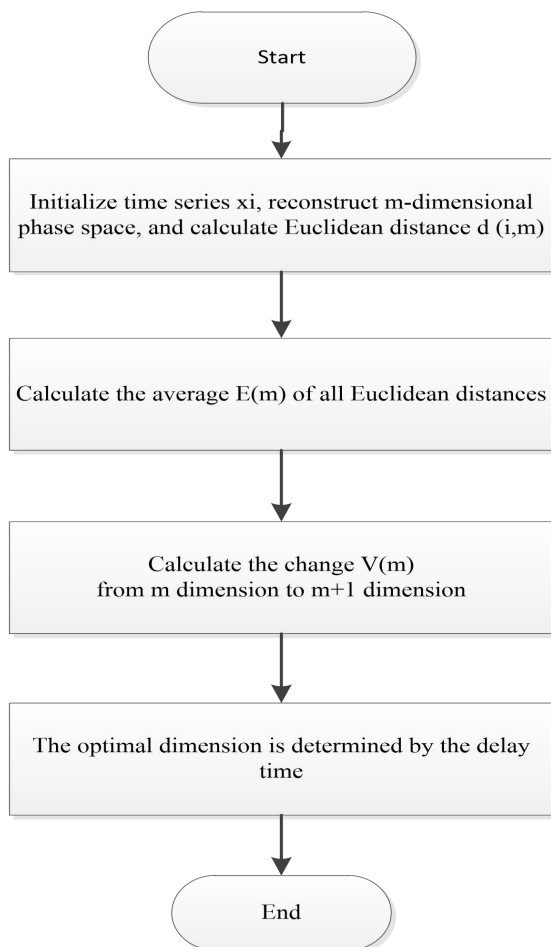 Start
Initialize time series xi, reconstruct m-dimensional
phase space, and calculate Euclidean distance d (i,m)
Calculate the average E(m) of all Euclidean distances
Calculate the change V(m)
from m dimension to m+1 dimension
The optimal dimension is determined by the delay
time
End